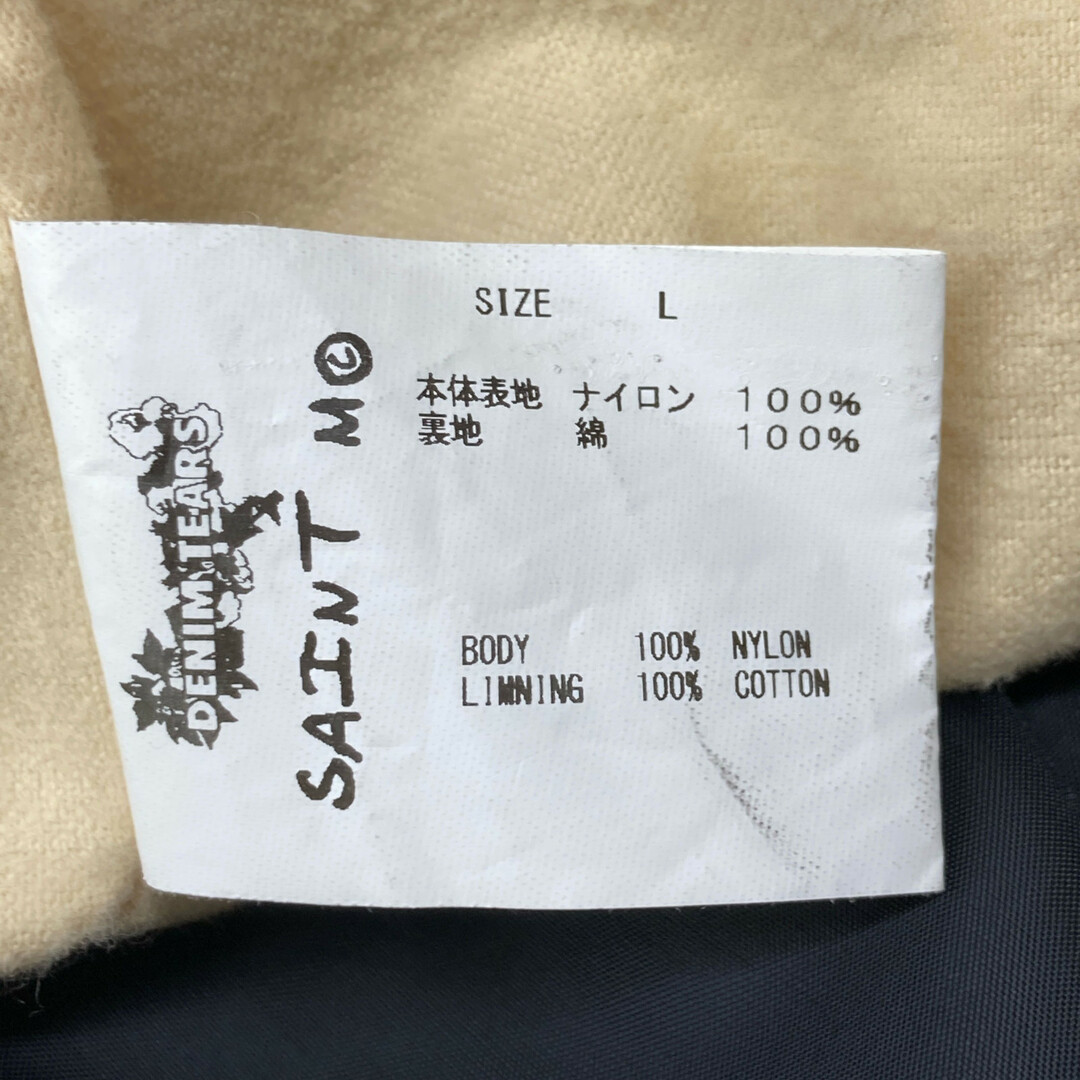 SIZE L
本体表地 ナイロン 100%
裏地 綿 100%
BODY 100% NYLON
LIMNING 100% COTTON
DENIM TEARS
SAINT M©